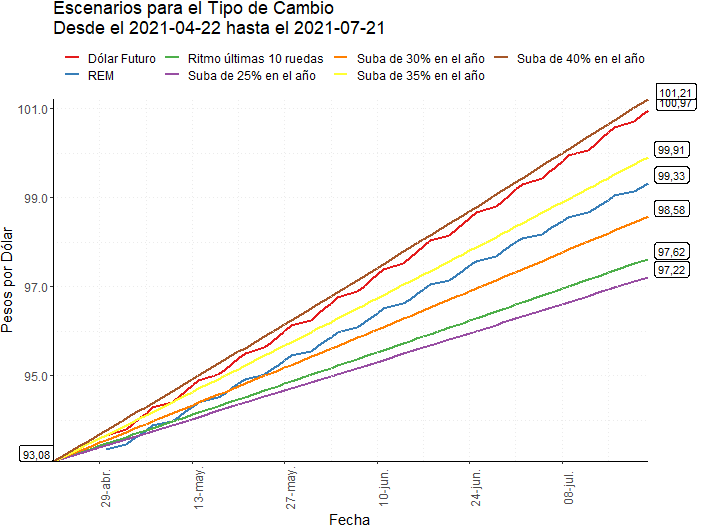 Escenarios para el Tipo de Cambio
Desde el 2021-04-22 hasta el 2021-07-21
Dólar Futuro Ritmo últimas 10 ruedas Suba de 30% en el año Suba de 40% en el año
REM Suba de 25% en el año Suba de 35% en el año
101,21
100,97
101.0
99,91
99,33
99.0
98,58
97,62
97,22
97.0
95.0
93,08
Pesos por Dólar
29-abr.
13-may.
27-may.
10-jun.
24-jun.
08-jul.
Fecha